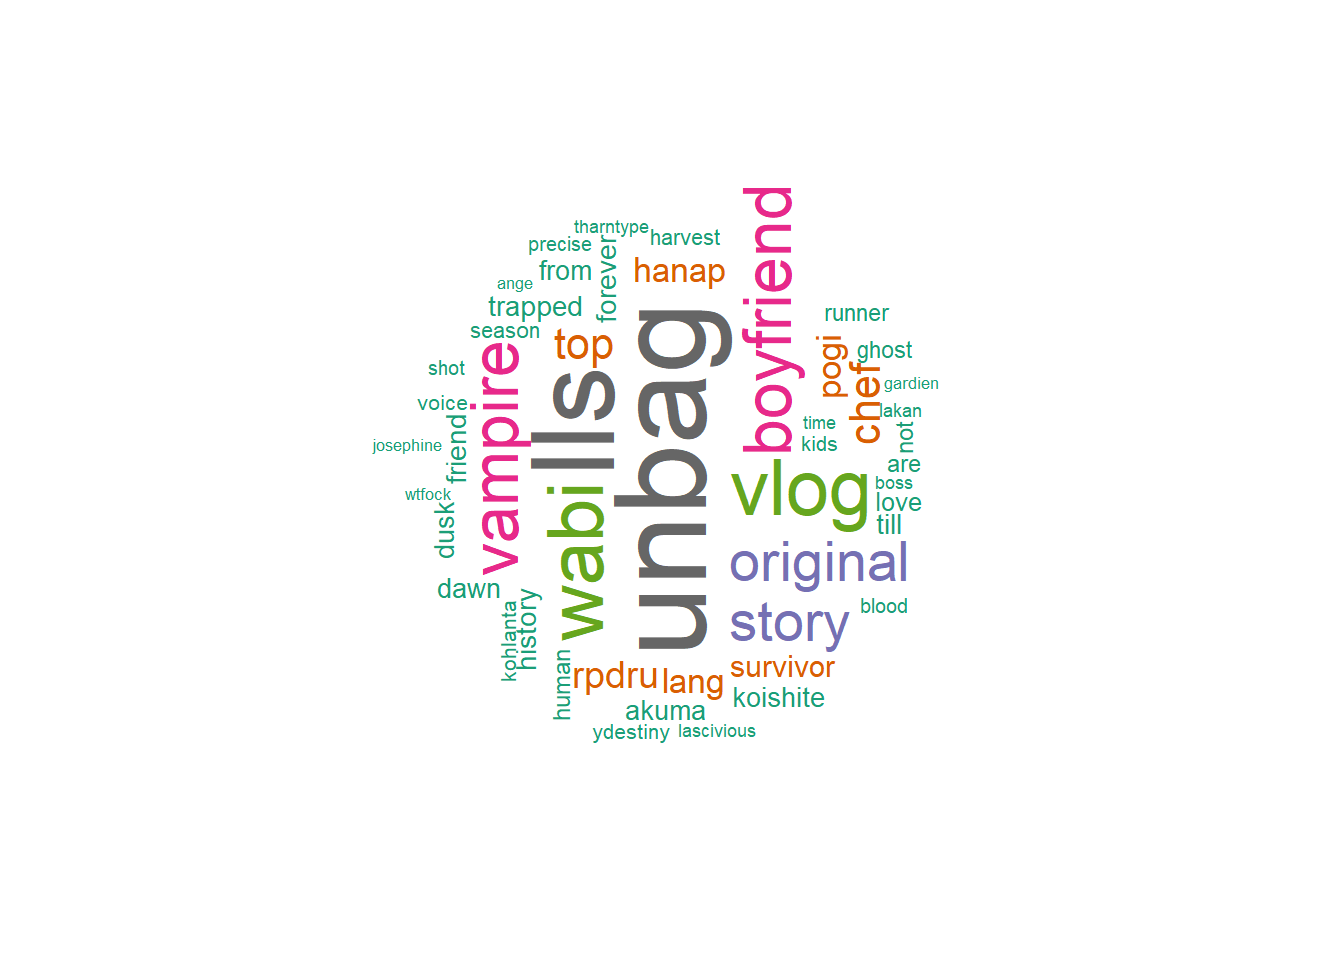 tharntype
precise
harvest
from
forever
hanap
boyfriend
ange
trapped
season
top
unbag
runner
pogi
ghost
shot
vampire
lls
chef
gardien
voice
lakan
time
not
josephine
friend
kids
are
wtfock
wabi
vlog
boss
love
dusk
till
dawn
original
history
kohlanta
story
blood
human
rpdru
lang
survivor
akuma
koishite
ydestiny
lascivious